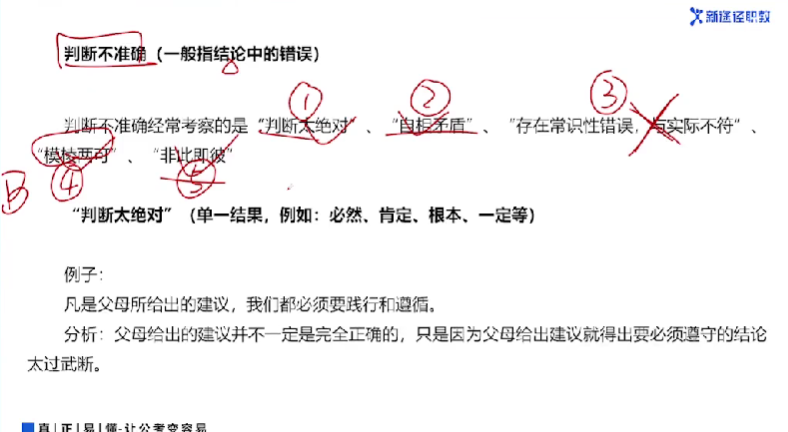 新途径职教
判断不准确（一般指结论中的错误）
① ② ③
判断不准确经常考察的是“判断太绝对”、“自相矛盾”、“存在常识性错误，与实际不符”、
“模棱两可”、“非此即彼”
④ ⑤
B
“判断太绝对”（单一结果，例如：必然、肯定、根本、一定等）
例子：
凡是父母所给出的建议，我们都必须要践行和遵循。
分析：父母给出的建议并不一定是完全正确的，只是因为父母给出建议就得出要必须遵守的结论
太过武断。
真|正|易|懂-让公考变容易